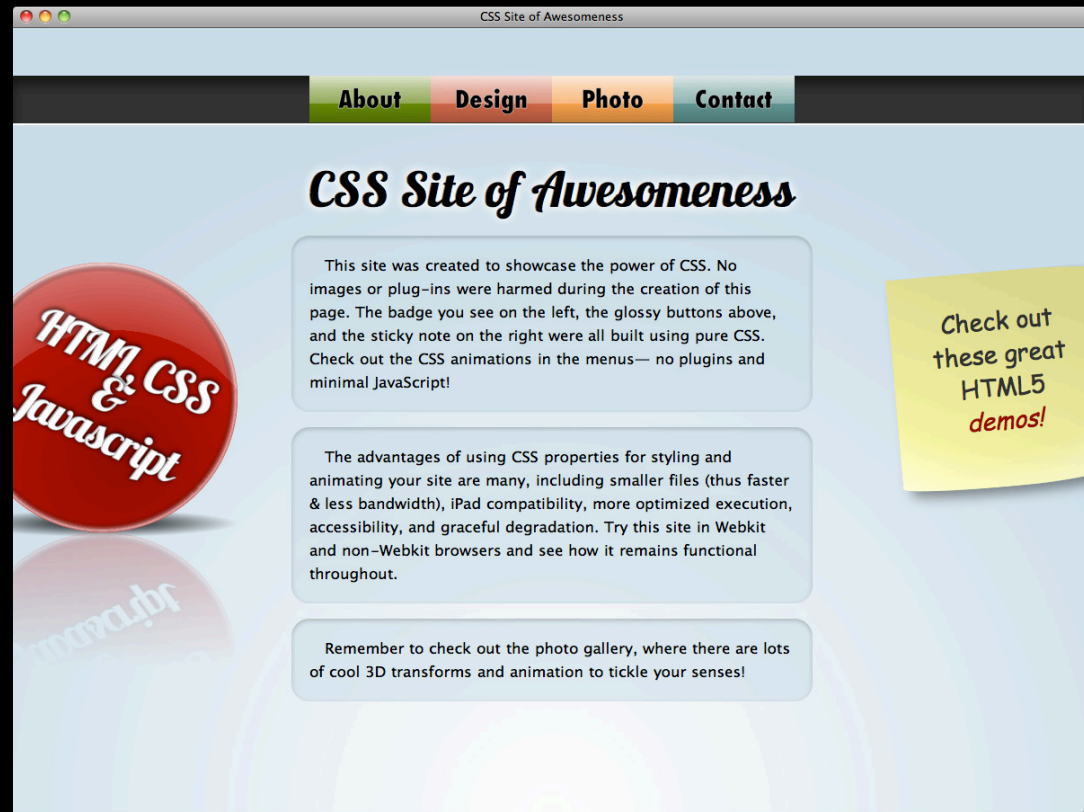 CSS Site of Awesomeness
About Design Photo Contact
CSS Site of Awesomeness
This site was created to showcase the power of CSS. No
images or plug-ins were harmed during the creation of this
page. The badge you see on the left, the glossy buttons above,
and the sticky note on the right were all built using pure CSS.
Check out the CSS animations in the menus— no plugins and
minimal JavaScript!
The advantages of using CSS properties for styling and
animating your site are many, including smaller files (thus faster
& less bandwidth), iPad compatibility, more optimized execution,
accessibility, and graceful degradation. Try this site in Webkit
and non-Webkit browsers and see how it remains functional
throughout.
Remember to check out the photo gallery, where there are lots
of cool 3D transforms and animation to tickle your senses!
HTML, CSS
&
Javascript
Check out
these great
HTML5
demos!